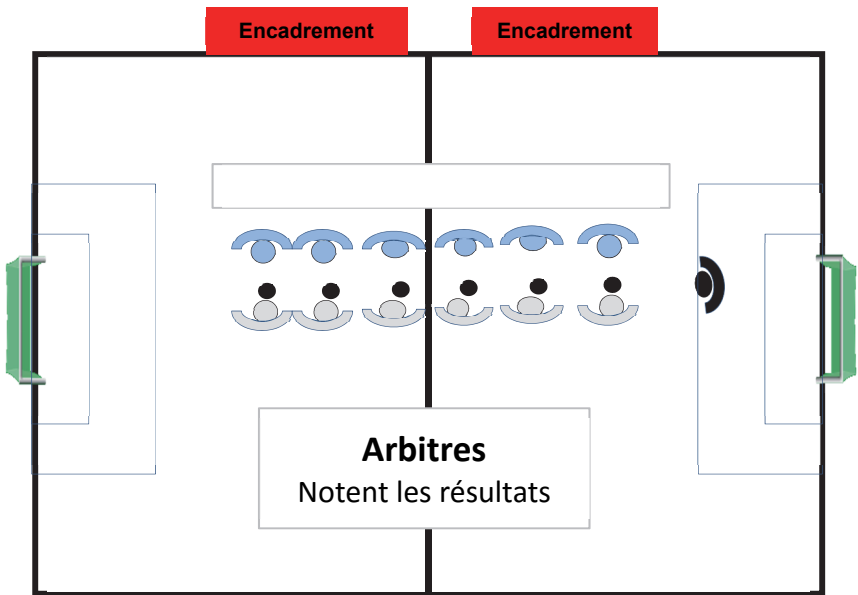 Encadrement
Encadrement
Arbitres
Notent les résultats